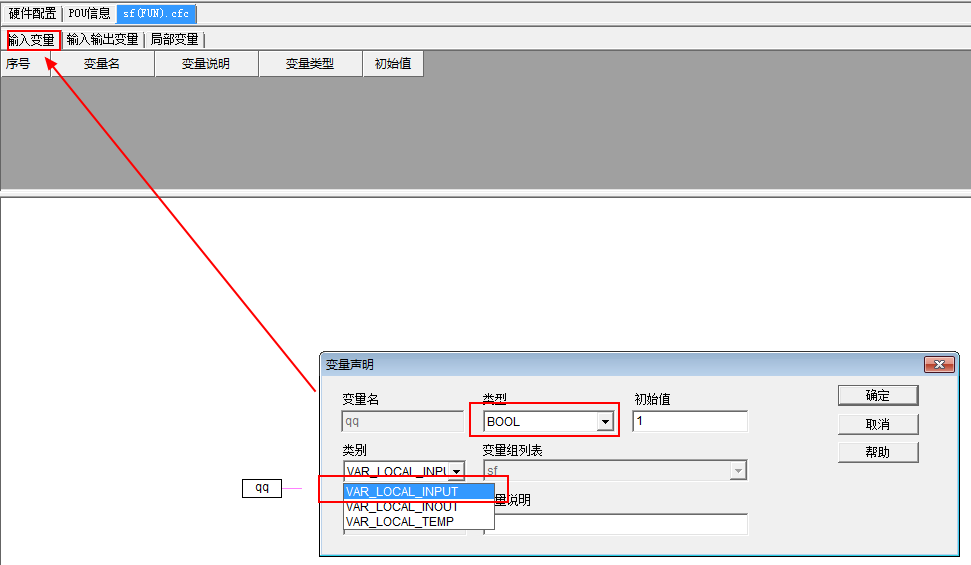 硬件配置 POU信息 sf(FUN).cfc
输入变量 输入输出变量 局部变量
序号 变量名 变量说明 变量类型 初始值
变量声明
变量名 类型 初始值 确定
qq BOOL 1
取消
类别 变量组列表 帮助
VAR_LOCAL_INPU sf
qq VAR_LOCAL_INPUT
量说明
VAR_LOCAL_INOUT
VAR_LOCAL_TEMP